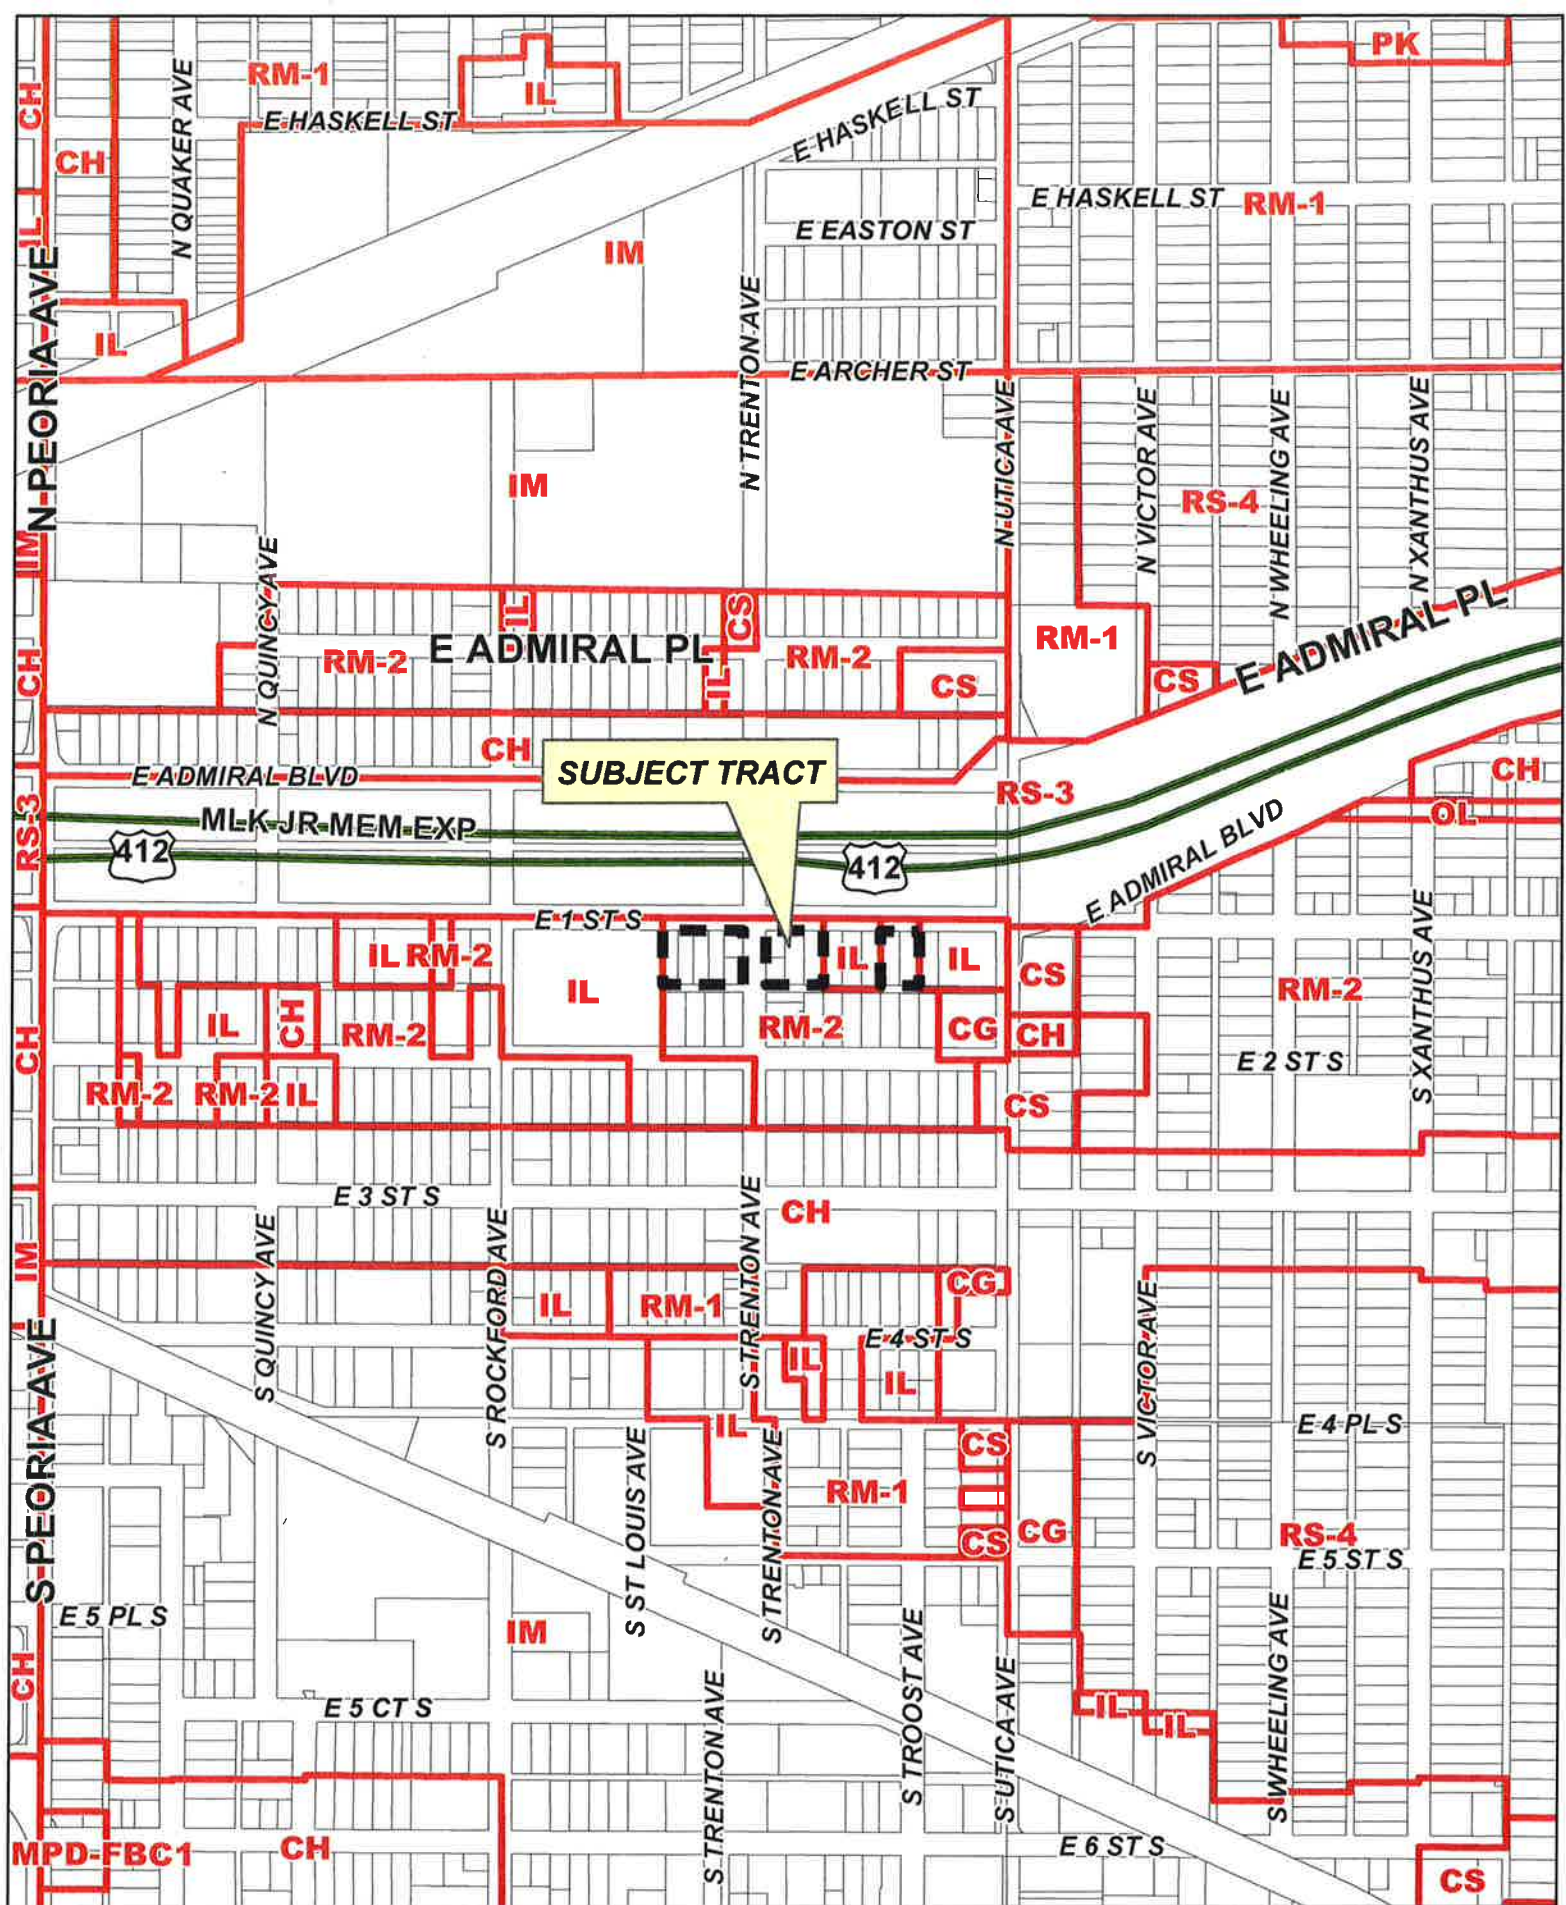 PK
RM-1
CH
IL
E HASKELL ST
E HASKELL ST
N QUAKER AVE
CH
E HASKELL ST
RM-1
IL
E EASTON ST
IM
N PEORIA AVE
IL
N TRENTON AVE
E ARCHER ST
N UTICA AVE
N VICTOR AVE
N WHEELING AVE
N XANTHUS AVE
IM
RS-4
IM
N QUINCY AVE
IL
CS
E ADMIRAL PL
RM-1
E ADMIRAL PL
CH
RM-2
RM-2
IL
CS
CS
CH
SUBJECT TRACT
CH
E ADMIRAL BLVD
RS-3
RS-3
MLK JR MEM EXP
OL
412
412
E ADMIRAL BLVD
E 1 ST S
S XANTHUS AVE
IL
RM-2
IL
IL
IL
CS
RM-2
CH
IL
CH
RM-2
RM-2
CG
CH
E 2 ST S
RM-2
RM-2
IL
CS
E 3 ST S
CH
IM
S QUINCY AVE
S ROCKFORD AVE
S TRENTON AVE
CG
IL
RM-1
S VICTOR AVE
E 4 ST S
S PEORIA AVE
IL
IL
IL
CS
E 4 PL S
S ST LOUIS AVE
S TRENTON AVE
RM-1
CG
CS
RS-4
E 5 ST S
E 5 PL S
IM
CH
S TROOST AVE
S UTICA AVE
S WHEELING AVE
S TRENTON AVE
E 5 CT S
IL
IL
MPD-FBC1
CH
E 6 ST S
CS